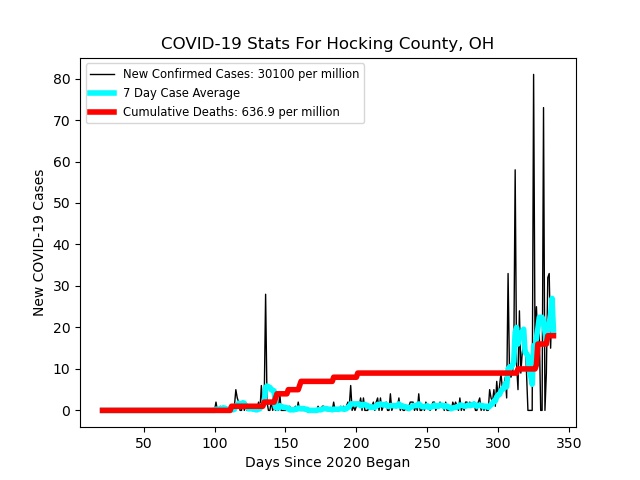 COVID-19 Stats For Hocking County, OH
New Confirmed Cases: 30100 per million
7 Day Case Average
Cumulative Deaths: 636.9 per million
New COVID-19 Cases
80
70
60
50
40
30
20
10
0
50 100 150 200 250 300 350
Days Since 2020 Began